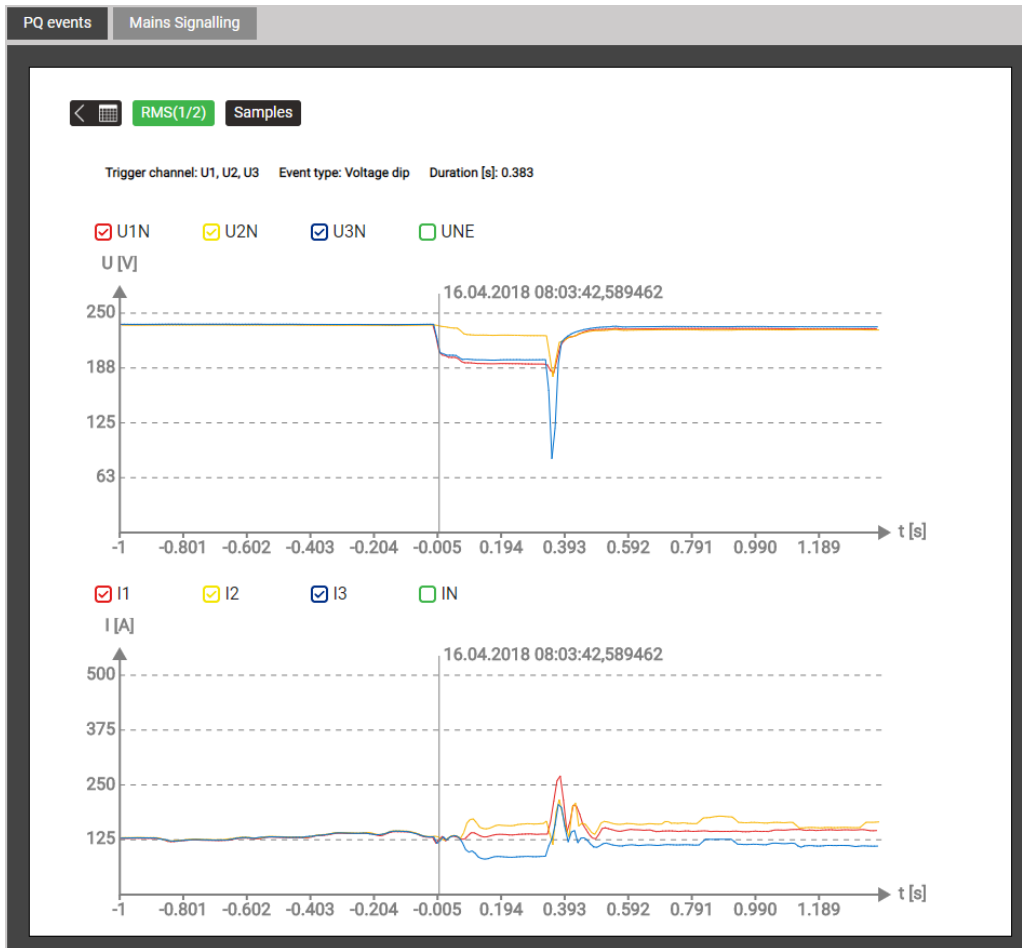 PQ events Mains Signalling
RMS(1/2) Samples
Trigger channel: U1, U2, U3 Event type: Voltage dip Duration [s]: 0.383
U1N U2N U3N UNE
U [V]
16.04.2018 08:03:42,589462
250
188
125
63
t [s]
-1 -0.801 -0.602 -0.403 -0.204 -0.005 0.194 0.393 0.592 0.791 0.990 1.189
I1 I2 I3 IN
I [A]
16.04.2018 08:03:42,589462
500
375
250
125
t [s]
-1 -0.801 -0.602 -0.403 -0.204 -0.005 0.194 0.393 0.592 0.791 0.990 1.189